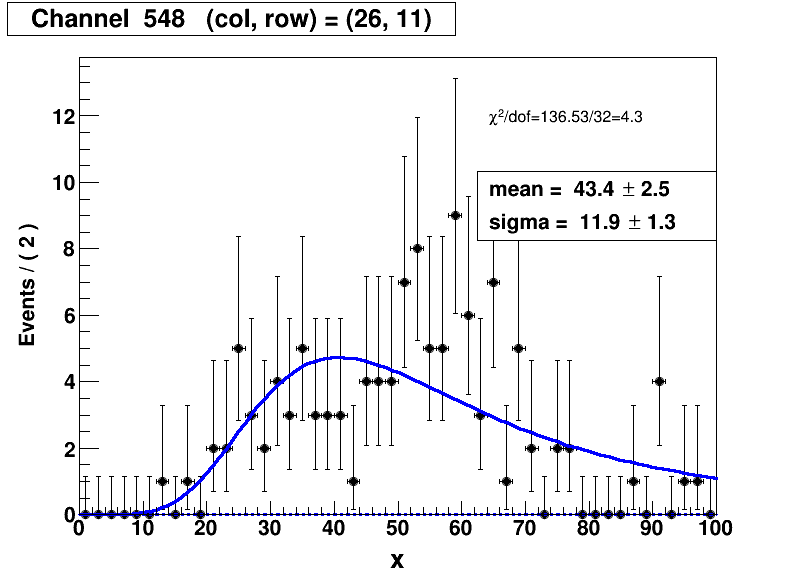 Channel 548 (col, row) = (26, 11)
χ²/dof=136.53/32=4.3
mean = 43.4 ± 2.5
sigma = 11.9 ± 1.3
Events / ( 2 )
12
10
8
6
4
2
0
0 10 20 30 40 50 60 70 80 90 100
x